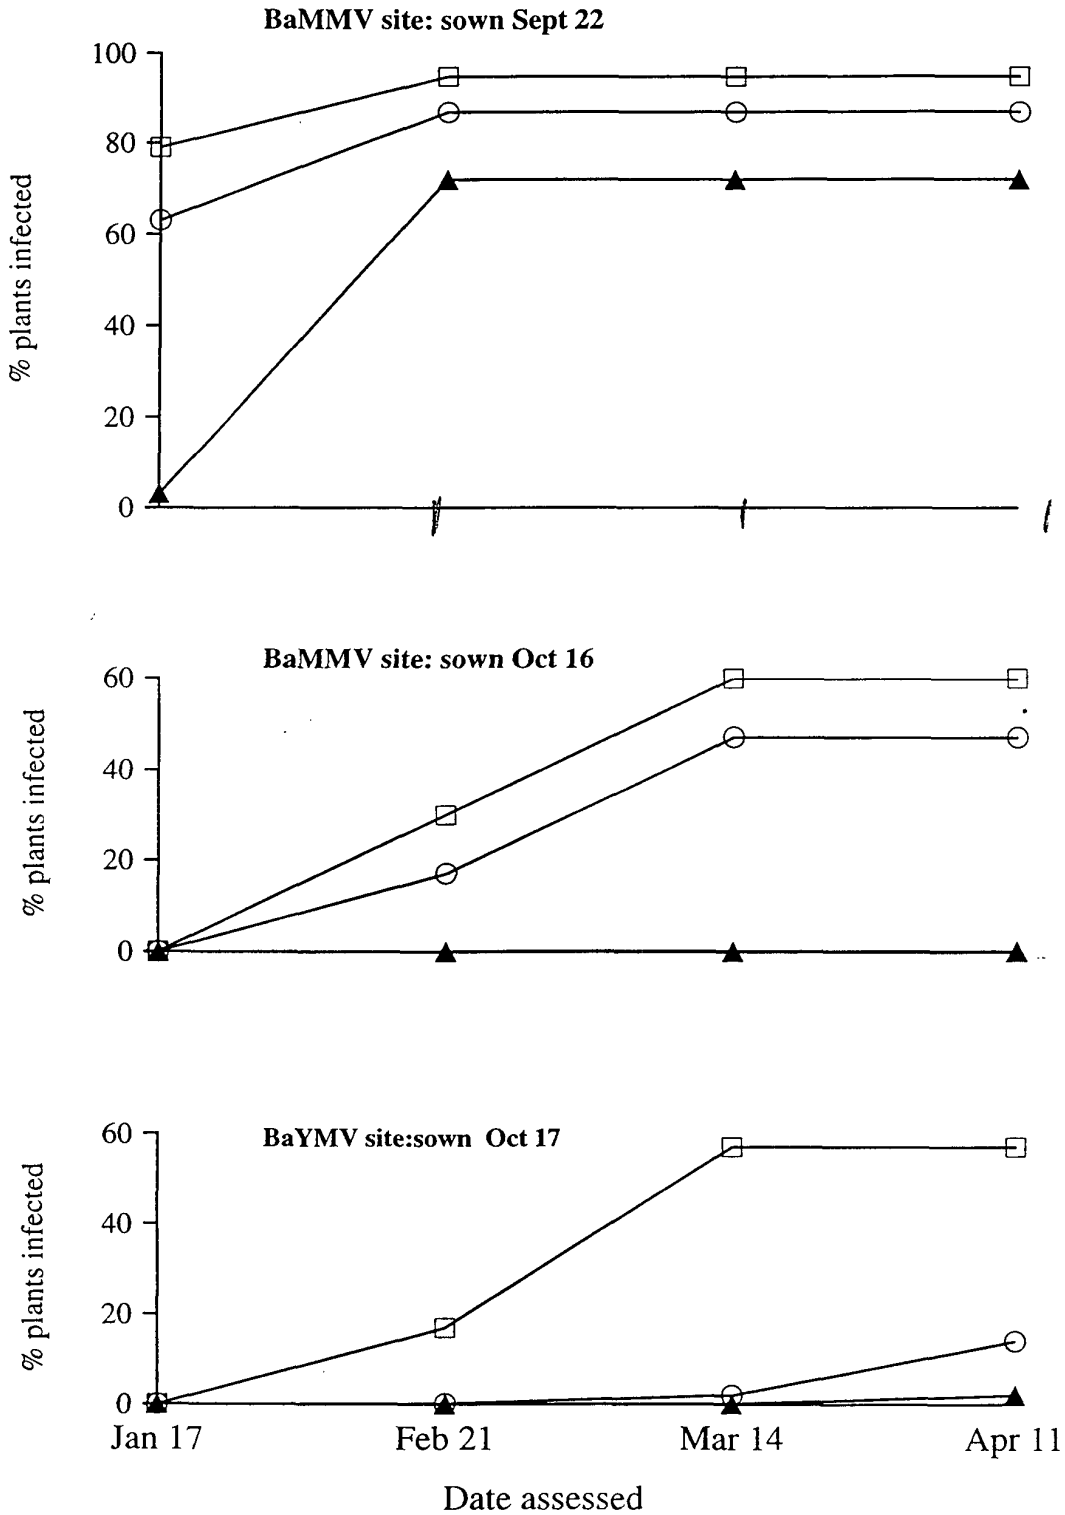 BaMMV site: sown Sept 22
100
80
60
40
20
0
% plants infected
BaMMV site: sown Oct 16
60
40
20
0
% plants infected
BaYMV site:sown Oct 17
60
40
20
0
% plants infected
Jan 17 Feb 21 Mar 14 Apr 11
Date assessed